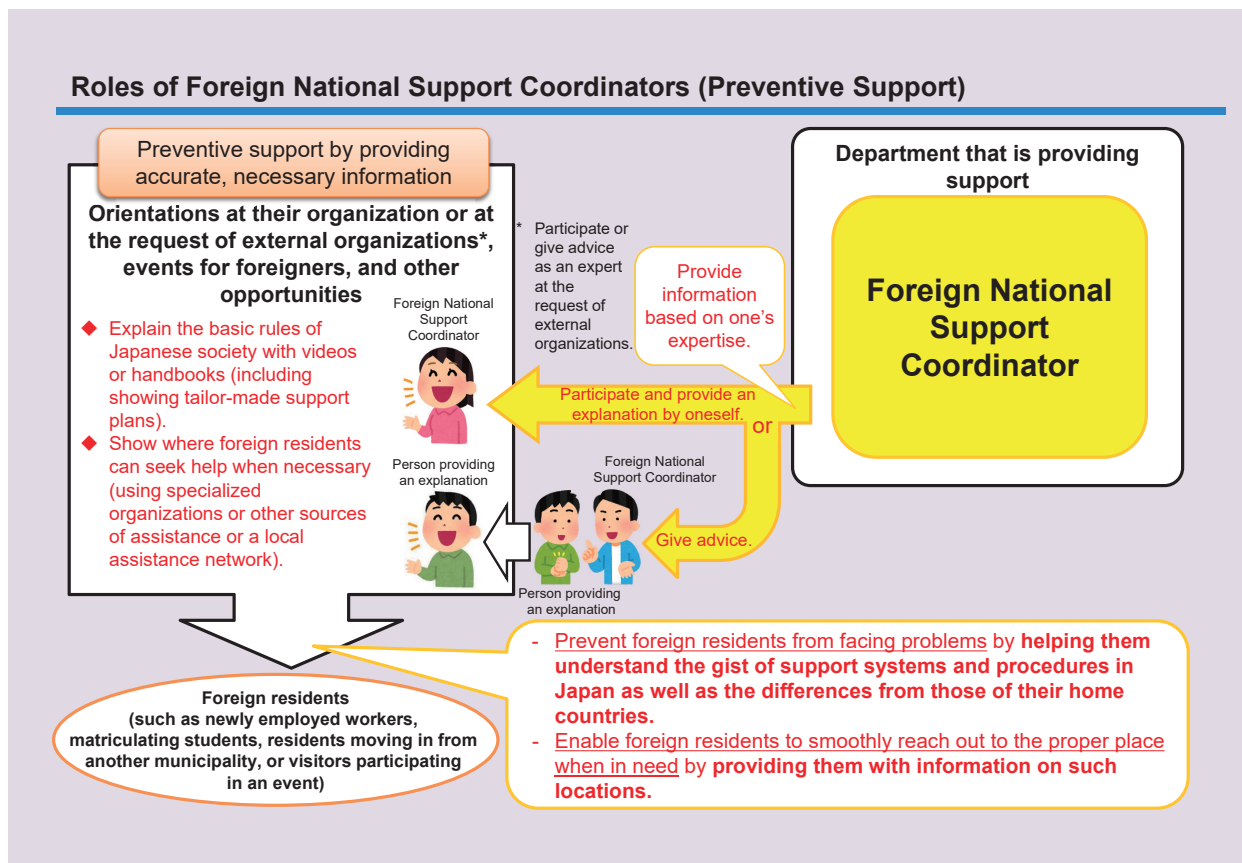 Roles of Foreign National Support Coordinators (Preventive Support)
Preventive support by providing
accurate, necessary information
Orientations at their organization or at
the request of external organizations*,
events for foreigners, and other
opportunities
◆ Explain the basic rules of
Japanese society with videos
or handbooks (including
showing tailor-made support
plans).
◆ Show where foreign residents
can seek help when necessary
(using specialized
organizations or other sources
of assistance or a local
assistance network).
Foreign National
Support
Coordinator
Person providing
an explanation
* Participate or
give advice
as an expert
at the
request of
external
organizations.
Provide
information
based on one's
expertise.
Participate and provide an
explanation by oneself.
or
Foreign National
Support Coordinator
Give advice.
Person providing
an explanation
Department that is providing
support
Foreign National
Support
Coordinator
Foreign residents
(such as newly employed workers,
matriculating students, residents moving in from
another municipality, or visitors participating
in an event)
- Prevent foreign residents from facing problems by helping them
understand the gist of support systems and procedures in
Japan as well as the differences from those of their home
countries.
- Enable foreign residents to smoothly reach out to the proper place
when in need by providing them with information on such
locations.